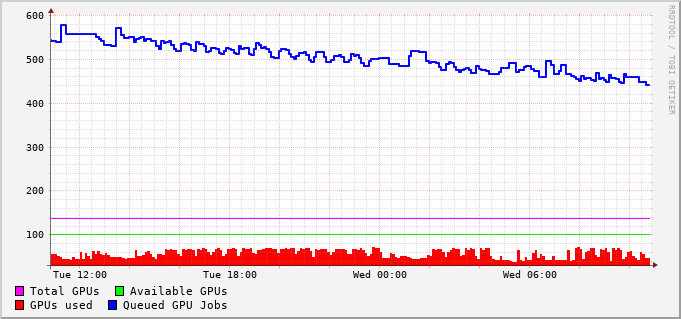 600
500
400
300
200
100
Tue 12:00 Tue 18:00 Wed 00:00 Wed 06:00
Total GPUs Available GPUs
GPUs used Queued GPU Jobs
RRDTOOL / TOBI OETIKER